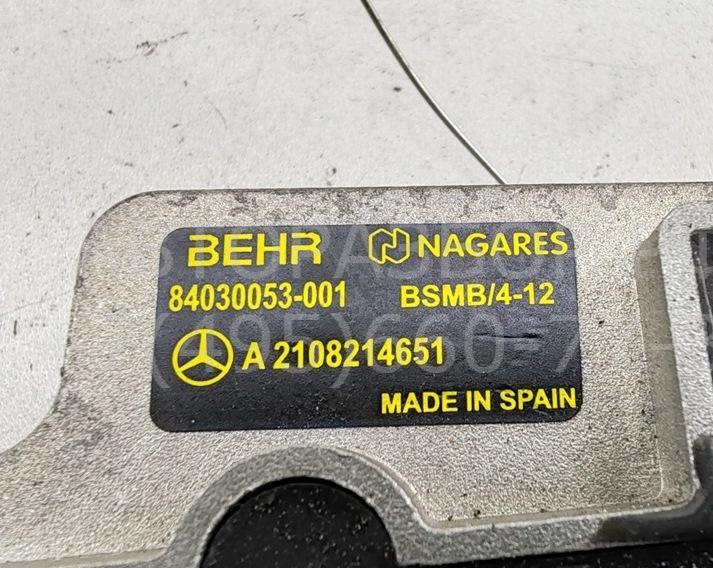 BEHR NAGARES
84030053-001 BSMB/4-12
A 2108214651
MADE IN SPAIN